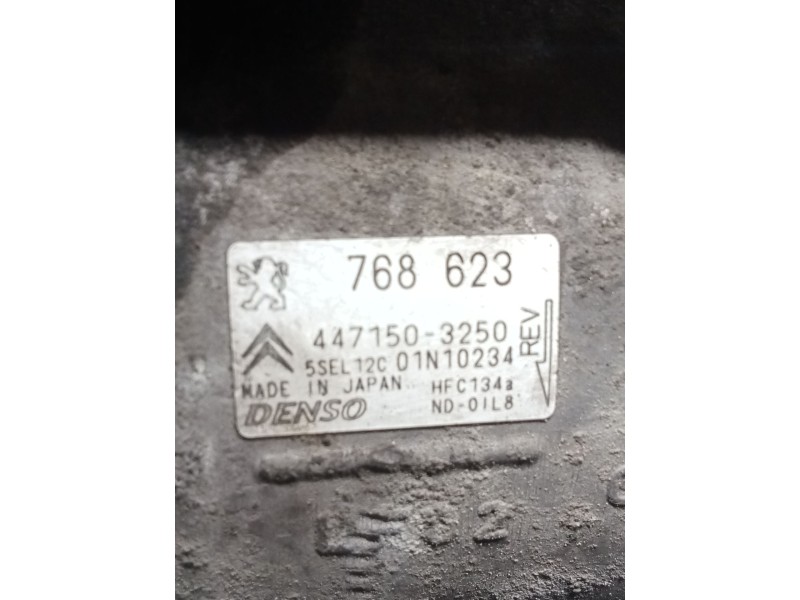 768 623
447150-3250
5SEL12C 01N10234
REV
MADE IN JAPAN HFC134a
DENSO ND-OIL8